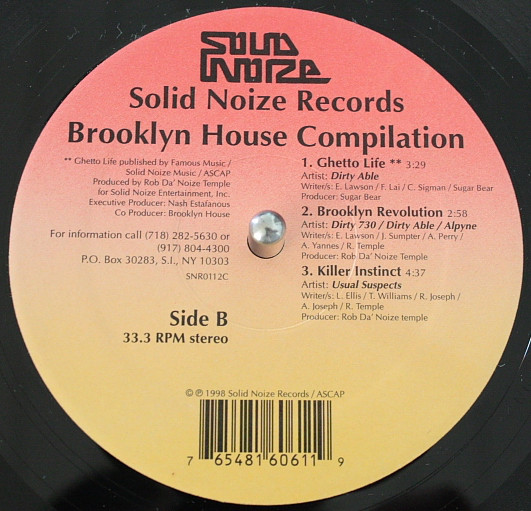 SOLID
NOIZE
Solid Noize Records
Brooklyn House Compilation
** Ghetto Life published by Famous Music /
Solid Noize Music / ASCAP
Produced by Rob Da' Noize Temple
for Solid Noize Entertainment, Inc.
Executive Producer: Nash Estafanous
Co Producer: Brooklyn House
For information call (718) 282-5630 or
(917) 804-4300
P.O. Box 30283, S.I., NY 10303
SNR0112C
Side B
33.3 RPM stereo
1. Ghetto Life ** 3:29
Artist: Dirty Able
Writer/s: E. Lawson / F. Lai / C. Sigman / Sugar Bear
Producer: Sugar Bear
2. Brooklyn Revolution 2:58
Artist: Dirty 730 / Dirty Able / Alpyne
Writer/s: E. Lawson / J. Sumpter / A. Perry /
A. Yannes / R. Temple
Producer: Rob Da' Noize Temple
3. Killer Instinct 4:37
Artist: Usual Suspects
Writer/s: L. Ellis / T. Williams / R. Joseph /
A. Joseph / R. Temple
Producer: Rob Da' Noize temple
© ℗ 1998 Solid Noize Records / ASCAP
7 65481 60611 9